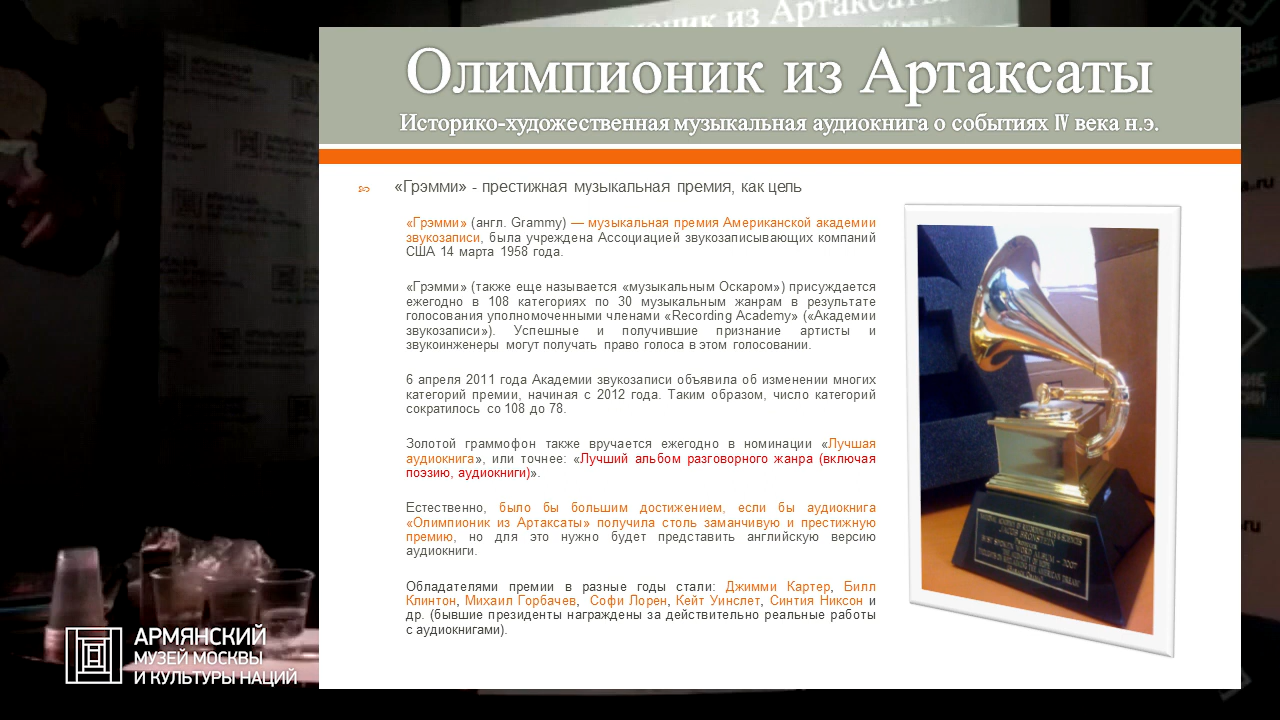 Олимпионик из Артаксаты
Историко-художественная музыкальная аудиокнига о событиях IV века н.э.
«Грэмми» - престижная музыкальная премия, как цель
«Грэмми» (англ. Grammy) — музыкальная премия Американской академии
звукозаписи, была учреждена Ассоциацией звукозаписывающих компаний
США 14 марта 1958 года.
«Грэмми» (также еще называется «музыкальным Оскаром») присуждается
ежегодно в 108 категориях по 30 музыкальным жанрам в результате
голосования уполномоченными членами «Recording Academy» («Академии
звукозаписи»). Успешные и получившие признание артисты и
звукоинженеры могут получать право голоса в этом голосовании.
6 апреля 2011 года Академии звукозаписи объявила об изменении многих
категорий премии, начиная с 2012 года. Таким образом, число категорий
сократилось со 108 до 78.
Золотой граммофон также вручается ежегодно в номинации «Лучшая
аудиокнига», или точнее: «Лучший альбом разговорного жанра (включая
поэзию, аудиокниги)».
Естественно, было бы большим достижением, если бы аудиокнига
«Олимпионик из Артаксаты» получила столь заманчивую и престижную
премию, но для это нужно будет представить английскую версию
аудиокниги.
Обладателями премии в разные годы стали: Джимми Картер, Билл
Клинтон, Михаил Горбачев, Софи Лорен, Кейт Уинслет, Синтия Никсон и
др. (бывшие президенты награждены за действительно реальные работы
с аудиокнигами).
АРМЯНСКИЙ
МУЗЕЙ МОСКВЫ
И КУЛЬТУРЫ НАЦИЙ